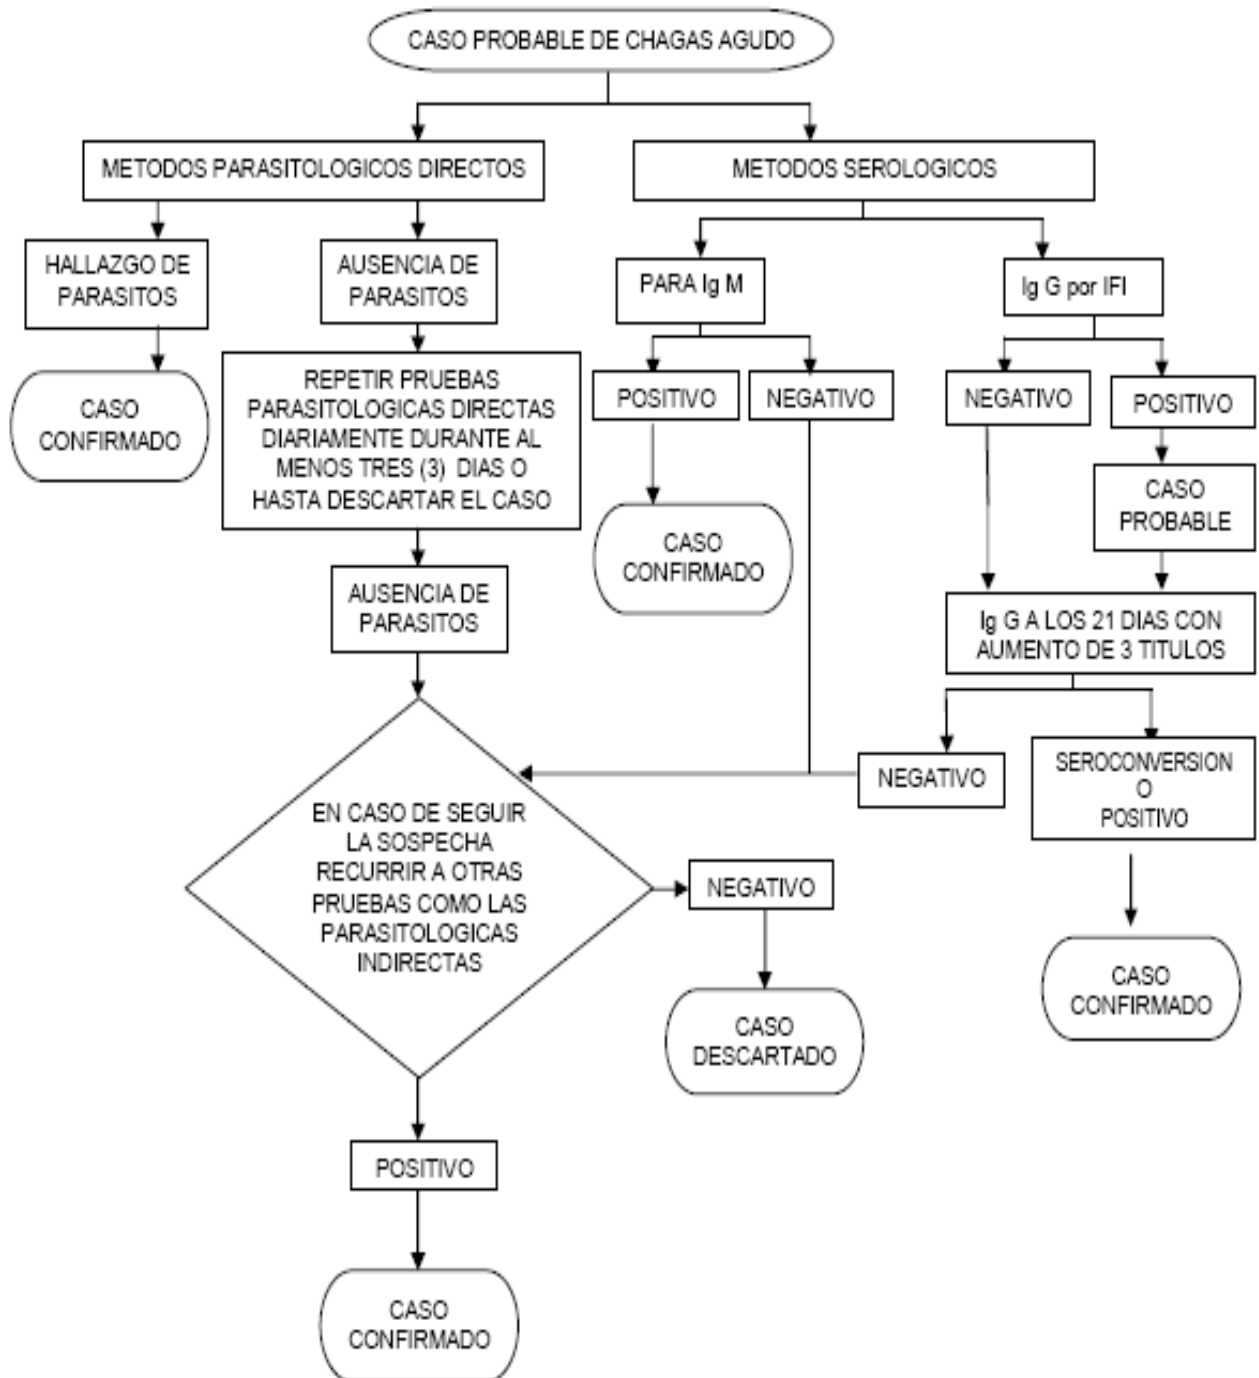 CASO PROBABLE DE CHAGAS AGUDO
METODOS PARASITOLOGICOS DIRECTOS
METODOS SEROLOGICOS
HALLAZGO DE
PARASITOS
AUSENCIA DE
PARASITOS
PARA Ig M
Ig G por IFI
CASO
CONFIRMADO
REPETIR PRUEBAS
PARASITOLOGICAS DIRECTAS
DIARIAMENTE DURANTE AL
MENOS TRES (3) DIAS O
HASTA DESCARTAR EL CASO
POSITIVO
NEGATIVO
NEGATIVO
POSITIVO
CASO
PROBABLE
CASO
CONFIRMADO
AUSENCIA DE
PARASITOS
Ig G A LOS 21 DIAS CON
AUMENTO DE 3 TITULOS
NEGATIVO
SEROCONVERSION
O
POSITIVO
EN CASO DE SEGUIR
LA SOSPECHA
RECURRIR A OTRAS
PRUEBAS COMO LAS
PARASITOLOGICAS
INDIRECTAS
NEGATIVO
CASO
CONFIRMADO
CASO
DESCARTADO
POSITIVO
CASO
CONFIRMADO